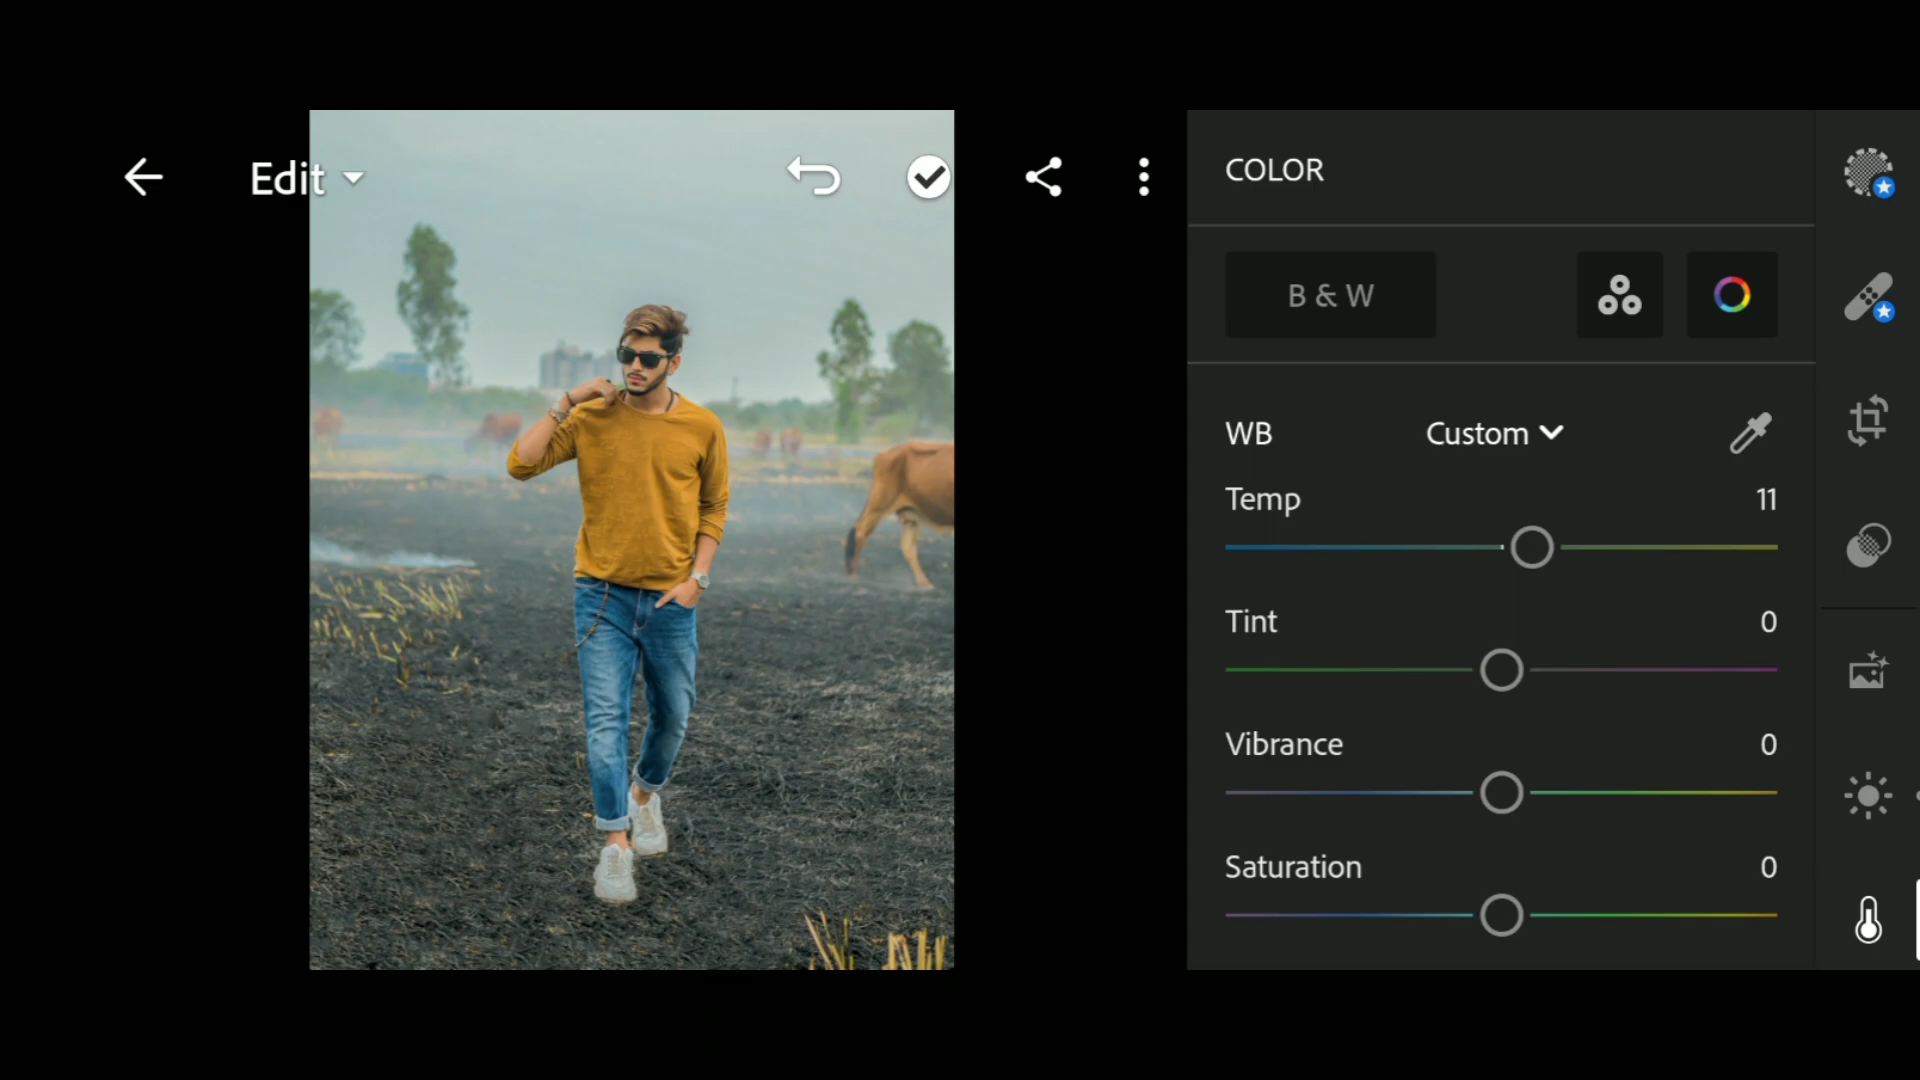 Edit
COLOR
B & W
WB Custom
Temp 11
Tint 0
Vibrance 0
Saturation 0